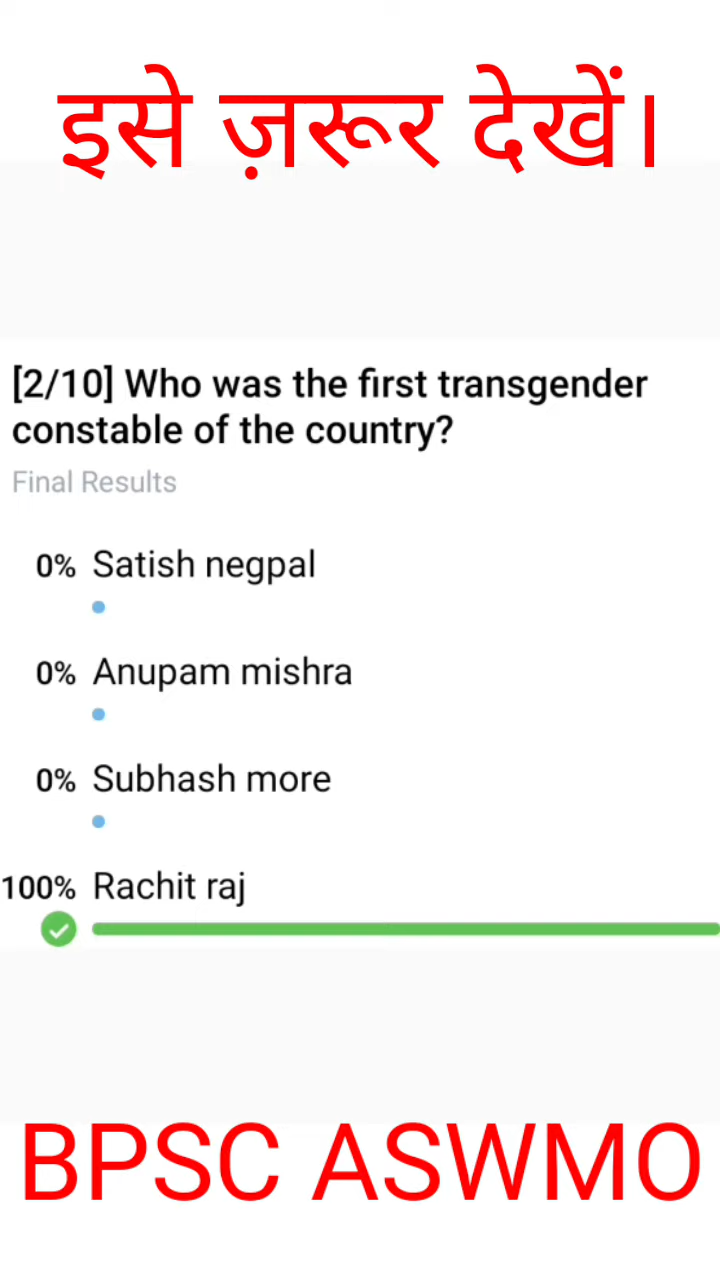 इसे ज़रूर देखें।
[2/10] Who was the first transgender
constable of the country?
Final Results
0% Satish negpal
0% Anupam mishra
0% Subhash more
100% Rachit raj
BPSC ASWMO